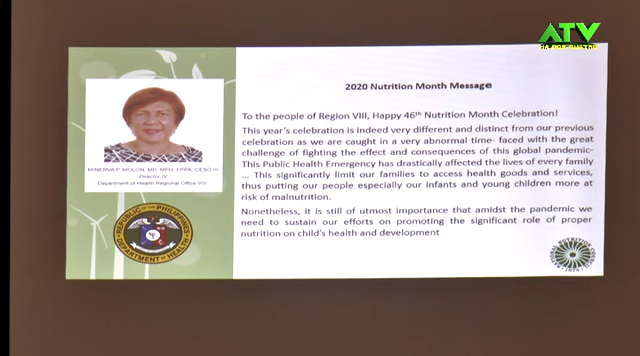 ATV
2020 Nutrition Month Message
To the people of Region VIII, Happy 46th Nutrition Month Celebration!
This year's celebration is indeed very different and distinct from our previous
celebration as we are caught in a very abnormal time- faced with the great
challenge of fighting the effect and consequences of this global pandemic-
This Public Health Emergency has drastically affected the lives of every family
... This significantly limit our families to access health goods and services,
thus putting our people especially our infants and young children more at
risk of malnutrition.
Nonetheless, it is still of utmost importance that amidst the pandemic we
need to sustain our efforts on promoting the significant role of proper
nutrition on child's health and development
MINERVA P. MOLON, MD, MPH, FPPA, CESO III
Director IV
Department of Health Regional Office VIII
REPUBLIC OF THE PHILIPPINES
DEPARTMENT OF HEALTH
NATIONAL NUTRITION COUNCIL
1974